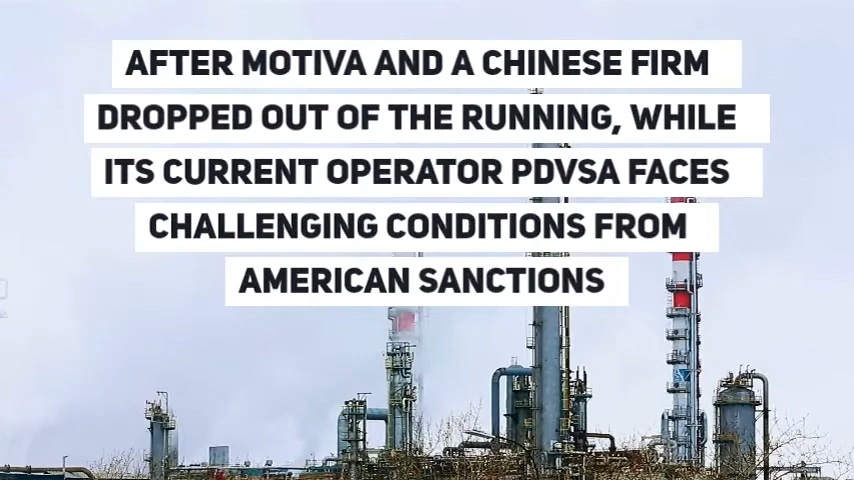 AFTER MOTIVA AND A CHINESE FIRM
DROPPED OUT OF THE RUNNING, WHILE
ITS CURRENT OPERATOR PDVSA FACES
CHALLENGING CONDITIONS FROM
AMERICAN SANCTIONS